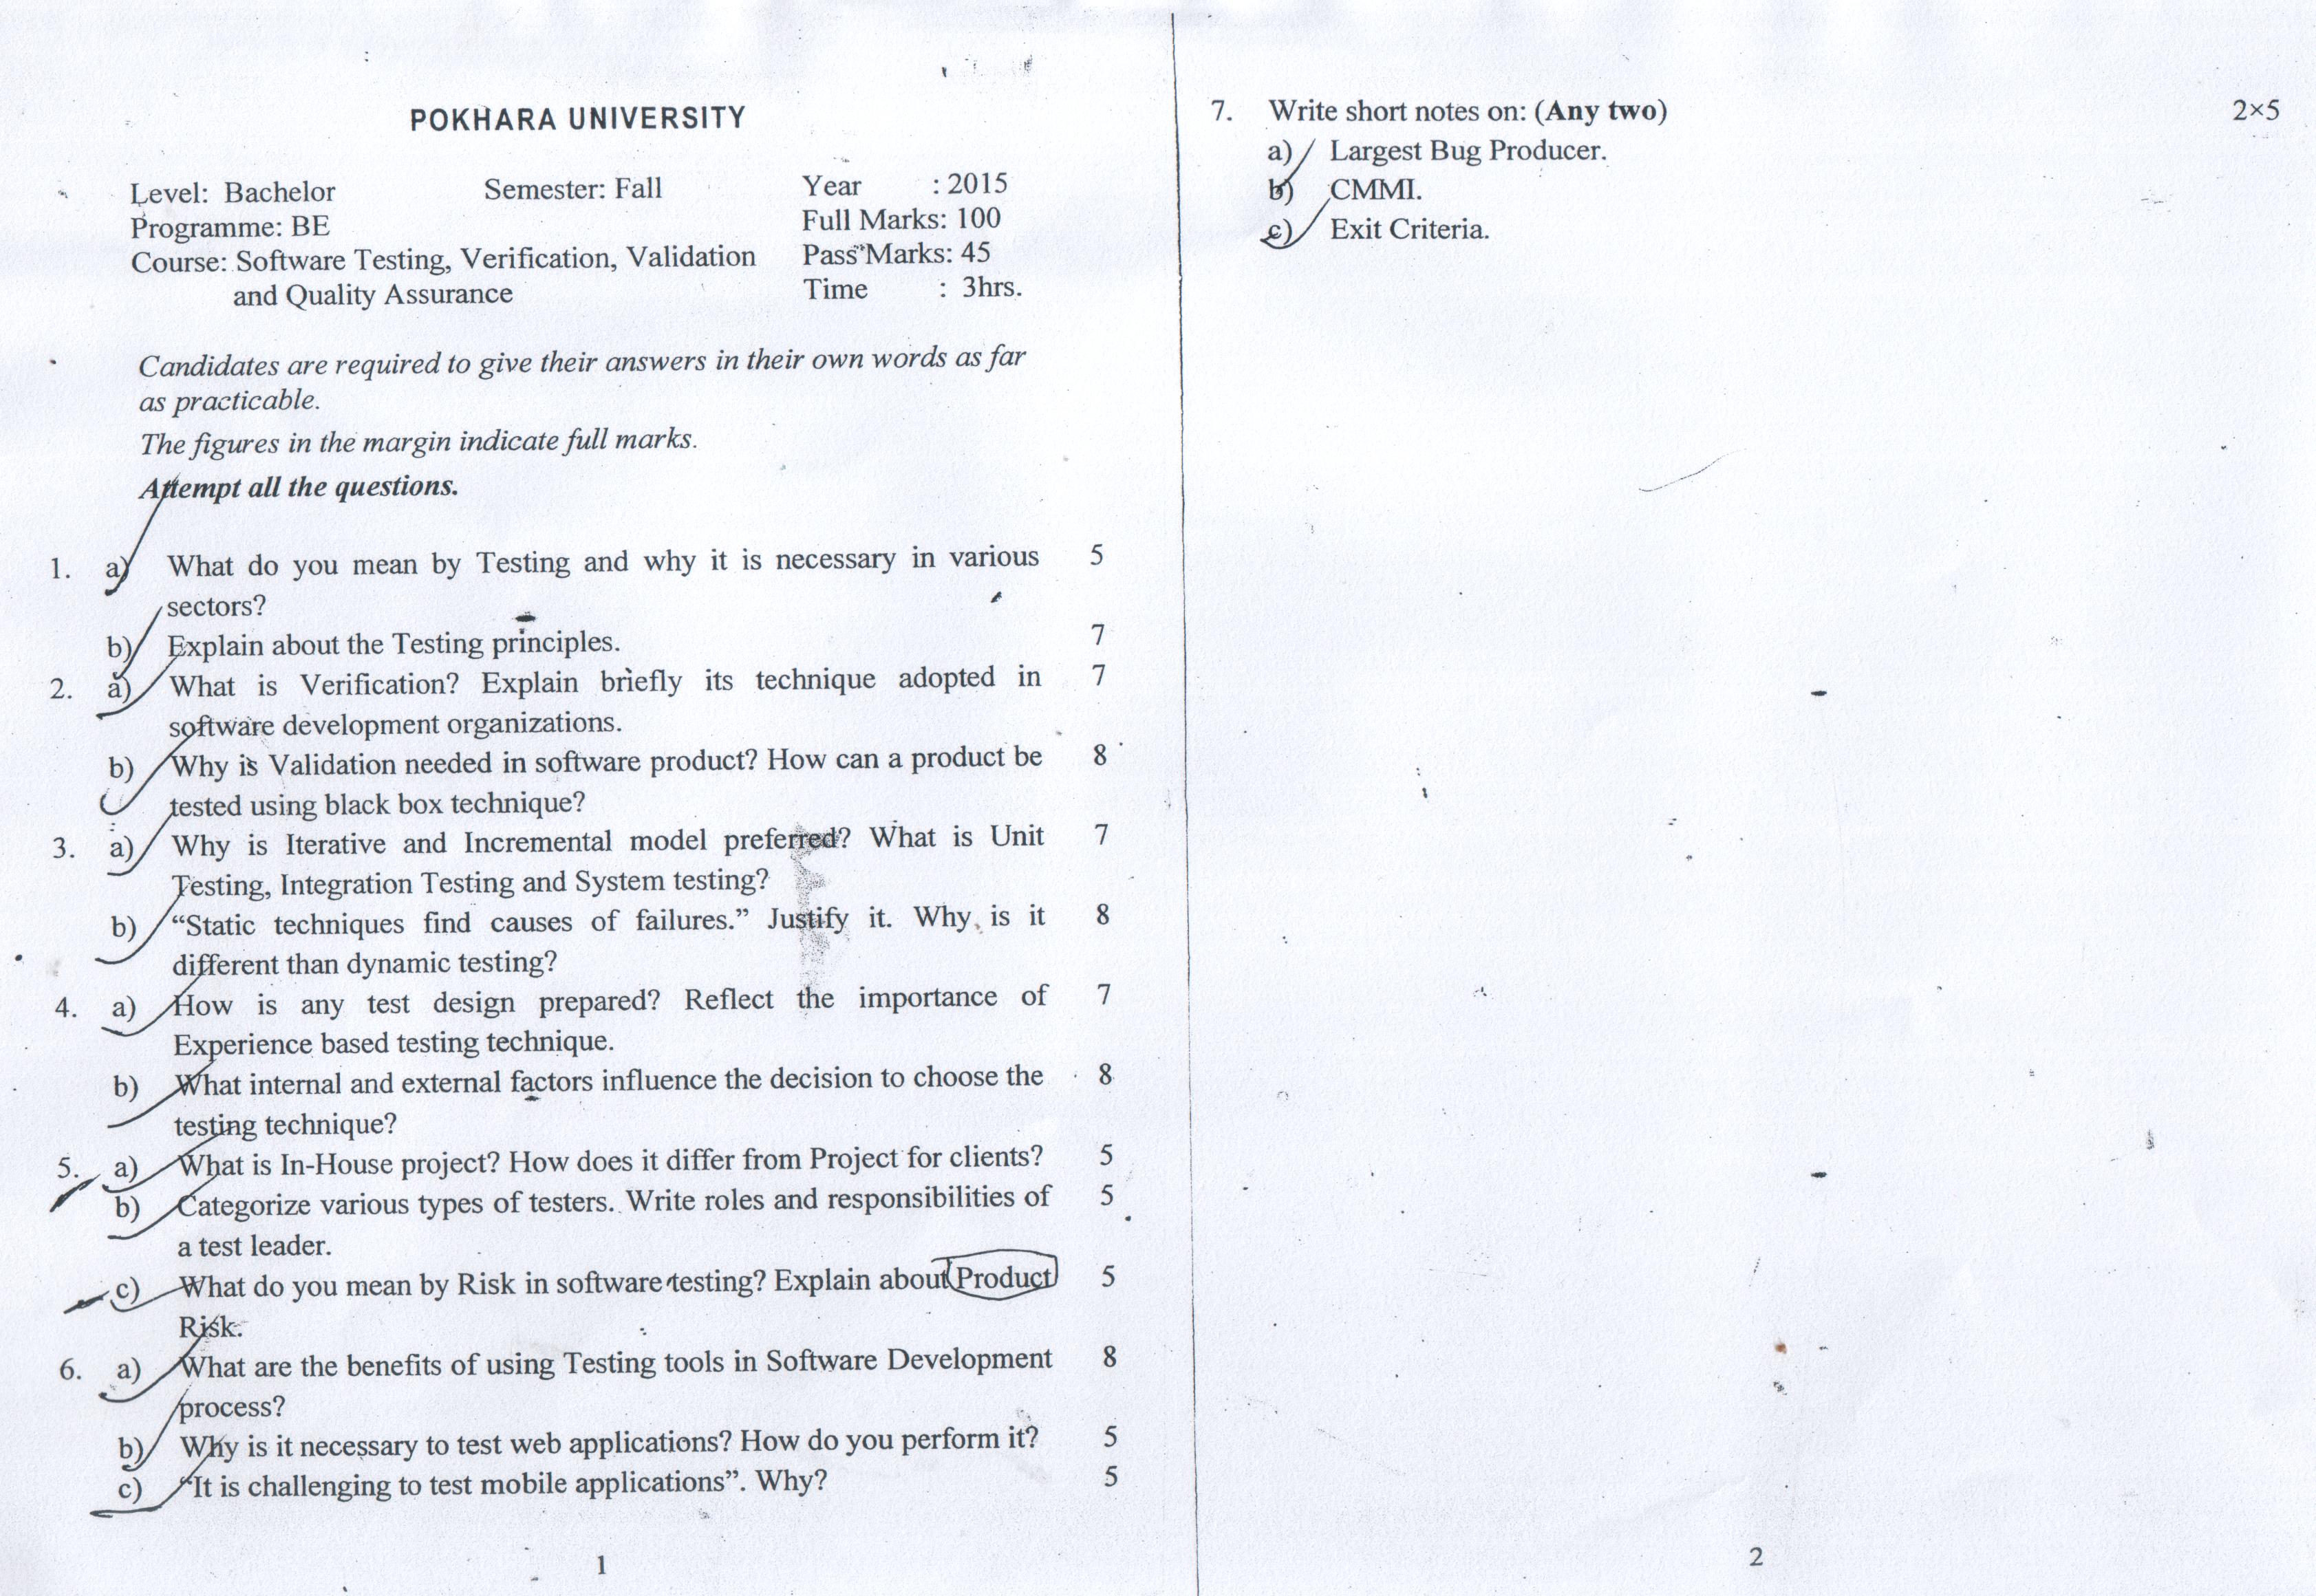 POKHARA UNIVERSITY
Level: Bachelor Semester: Fall Year : 2015
Programme: BE Full Marks: 100
Course: Software Testing, Verification, Validation Pass Marks: 45
and Quality Assurance Time : 3hrs.
Candidates are required to give their answers in their own words as far
as practicable.
The figures in the margin indicate full marks.
Attempt all the questions.
1. a) What do you mean by Testing and why it is necessary in various 5
sectors?
b) Explain about the Testing principles. 7
2. a) What is Verification? Explain briefly its technique adopted in 7
software development organizations.
b) Why is Validation needed in software product? How can a product be 8
tested using black box technique?
3. a) Why is Iterative and Incremental model preferred? What is Unit 7
Testing, Integration Testing and System testing?
b) “Static techniques find causes of failures.” Justify it. Why is it 8
different than dynamic testing?
4. a) How is any test design prepared? Reflect the importance of 7
Experience based testing technique.
b) What internal and external factors influence the decision to choose the 8
testing technique?
5. a) What is In-House project? How does it differ from Project for clients? 5
b) Categorize various types of testers. Write roles and responsibilities of 5
a test leader.
c) What do you mean by Risk in software testing? Explain about Product 5
Risk.
6. a) What are the benefits of using Testing tools in Software Development 8
process?
b) Why is it necessary to test web applications? How do you perform it? 5
c) “It is challenging to test mobile applications”. Why? 5
1
7. Write short notes on: (Any two) 2×5
a) Largest Bug Producer.
b) CMMI.
c) Exit Criteria.
2